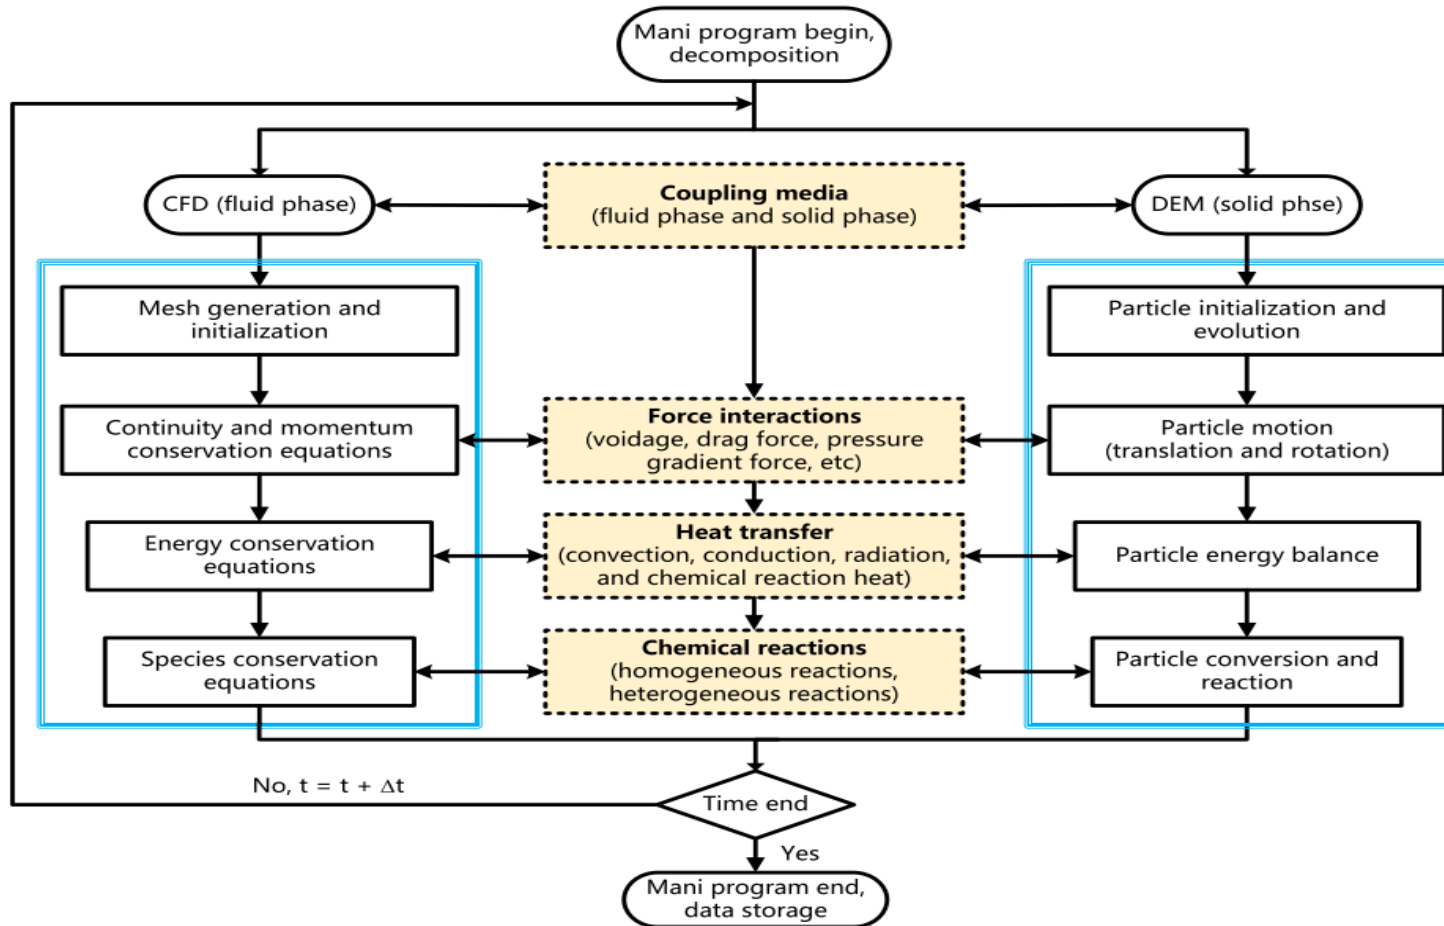 Mani program begin,
decomposition
CFD (fluid phase)
Coupling media
(fluid phase and solid phase)
DEM (solid phse)
Mesh generation and
initialization
Particle initialization and
evolution
Continuity and momentum
conservation equations
Force interactions
(voidage, drag force, pressure
gradient force, etc)
Particle motion
(translation and rotation)
Energy conservation
equations
Heat transfer
(convection, conduction, radiation,
and chemical reaction heat)
Particle energy balance
Species conservation
equations
Chemical reactions
(homogeneous reactions,
heterogeneous reactions)
Particle conversion and
reaction
No, t = t + Δt
Time end
Yes
Mani program end,
data storage